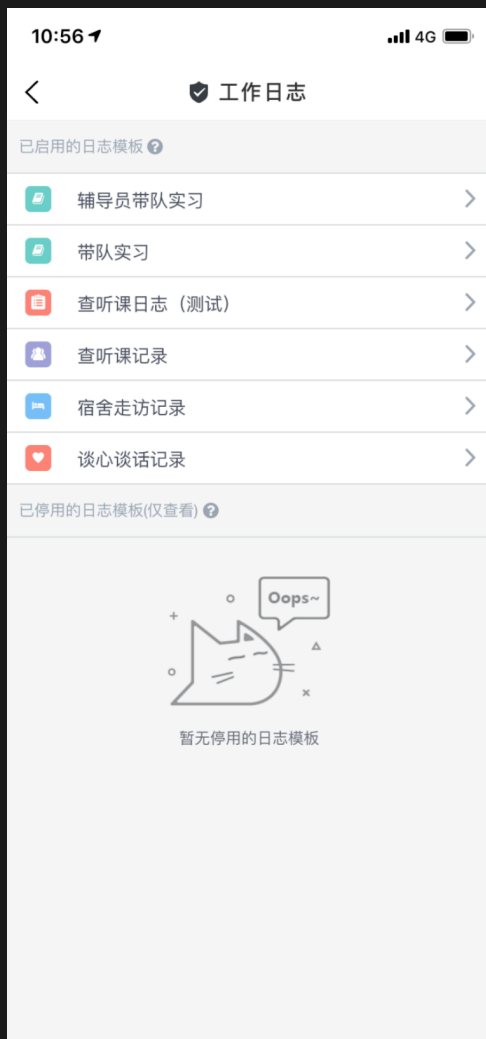 10:56
4G
工作日志
已启用的日志模板
辅导员带队实习
带队实习
查听课日志（测试）
查听课记录
宿舍走访记录
谈心谈话记录
已停用的日志模板(仅查看)
Oops~
暂无停用的日志模板